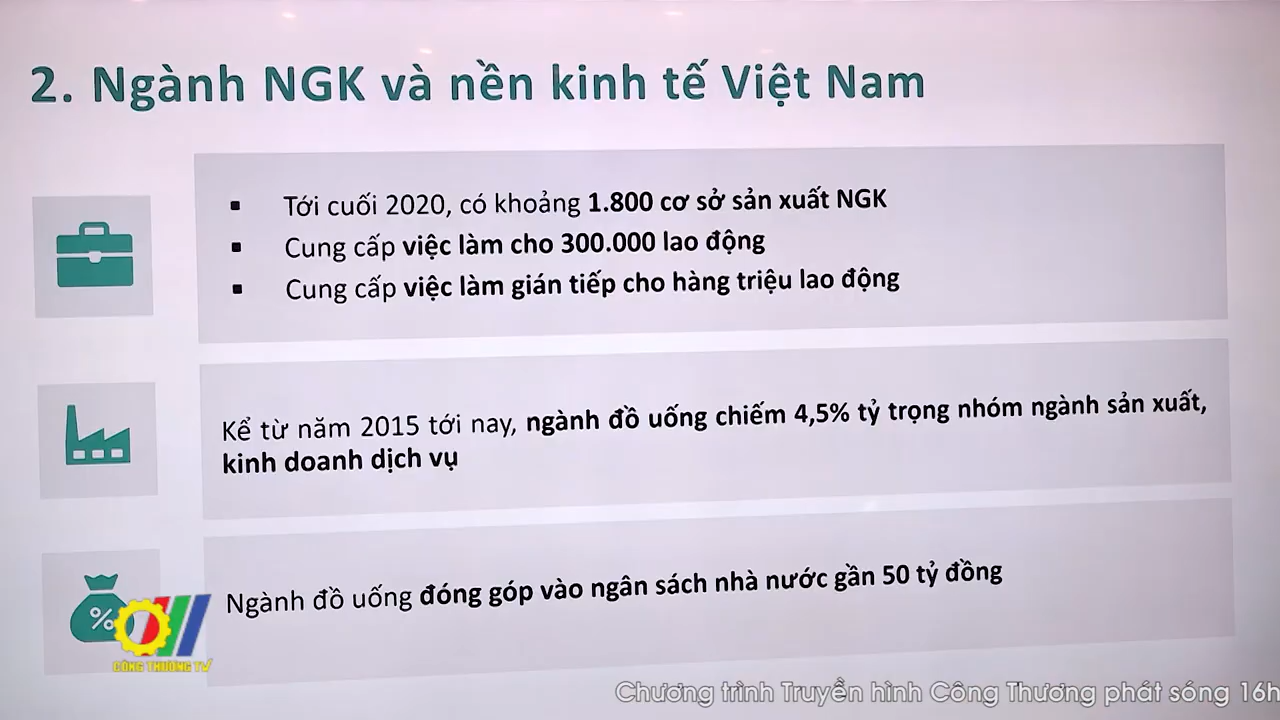 2. Ngành NGK và nền kinh tế Việt Nam
▪ Tới cuối 2020, có khoảng 1.800 cơ sở sản xuất NGK
▪ Cung cấp việc làm cho 300.000 lao động
▪ Cung cấp việc làm gián tiếp cho hàng triệu lao động
Kể từ năm 2015 tới nay, ngành đồ uống chiếm 4,5% tỷ trọng nhóm ngành sản xuất,
kinh doanh dịch vụ
Ngành đồ uống đóng góp vào ngân sách nhà nước gần 50 tỷ đồng
%
CÔNG THƯƠNG TV
Chương trình Truyền hình Công Thương phát sóng 16h